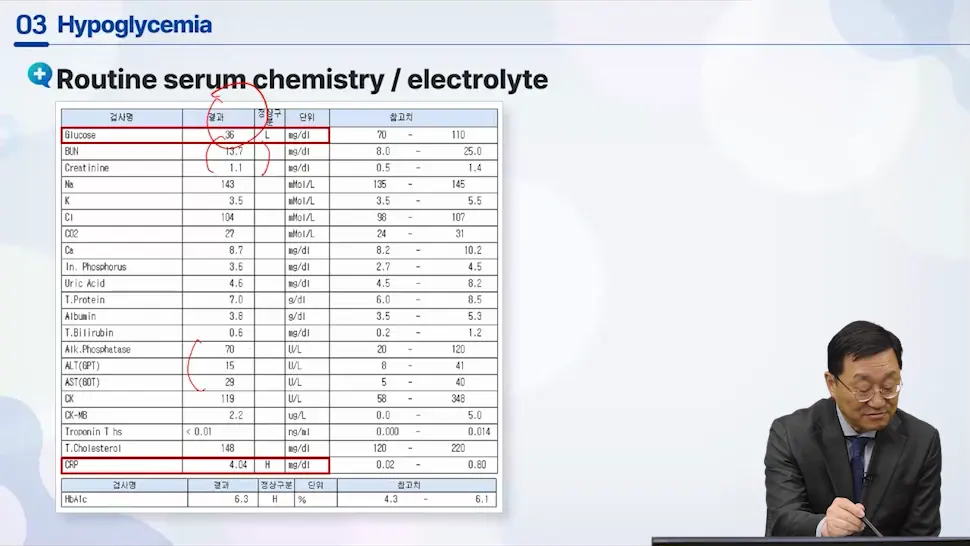 03 Hypoglycemia
Routine serum chemistry / electrolyte
검사명 결과 정상구분 단위 참고치
Glucose 36 L mg/dl 70 - 110
BUN 13.7 mg/dl 8.0 - 25.0
Creatinine 1.1 mg/dl 0.5 - 1.4
Na 143 mMol/L 135 - 145
K 3.5 mMol/L 3.5 - 5.5
Cl 104 mMol/L 98 - 107
CO2 27 mMol/L 24 - 31
Ca 8.7 mg/dl 8.2 - 10.2
In. Phosphorus 3.6 mg/dl 2.7 - 4.5
Uric Acid 4.6 mg/dl 4.5 - 8.2
T.Protein 7.0 g/dl 6.0 - 8.5
Albumin 3.8 g/dl 3.5 - 5.3
T.Bilirubin 0.6 mg/dl 0.2 - 1.2
Alk.Phosphatase 70 U/L 20 - 120
ALT(GPT) 15 U/L 8 - 41
AST(GOT) 29 U/L 5 - 40
CK 119 U/L 58 - 348
CK-MB 2.2 ug/L 0.0 - 5.0
Troponin T hs < 0.01 ng/ml 0.000 - 0.014
T.Cholesterol 148 mg/dl 120 - 220
CRP 4.04 H mg/dl 0.02 - 0.80
검사명 결과 정상구분 단위 참고치
HbA1c 6.3 H % 4.3 - 6.1